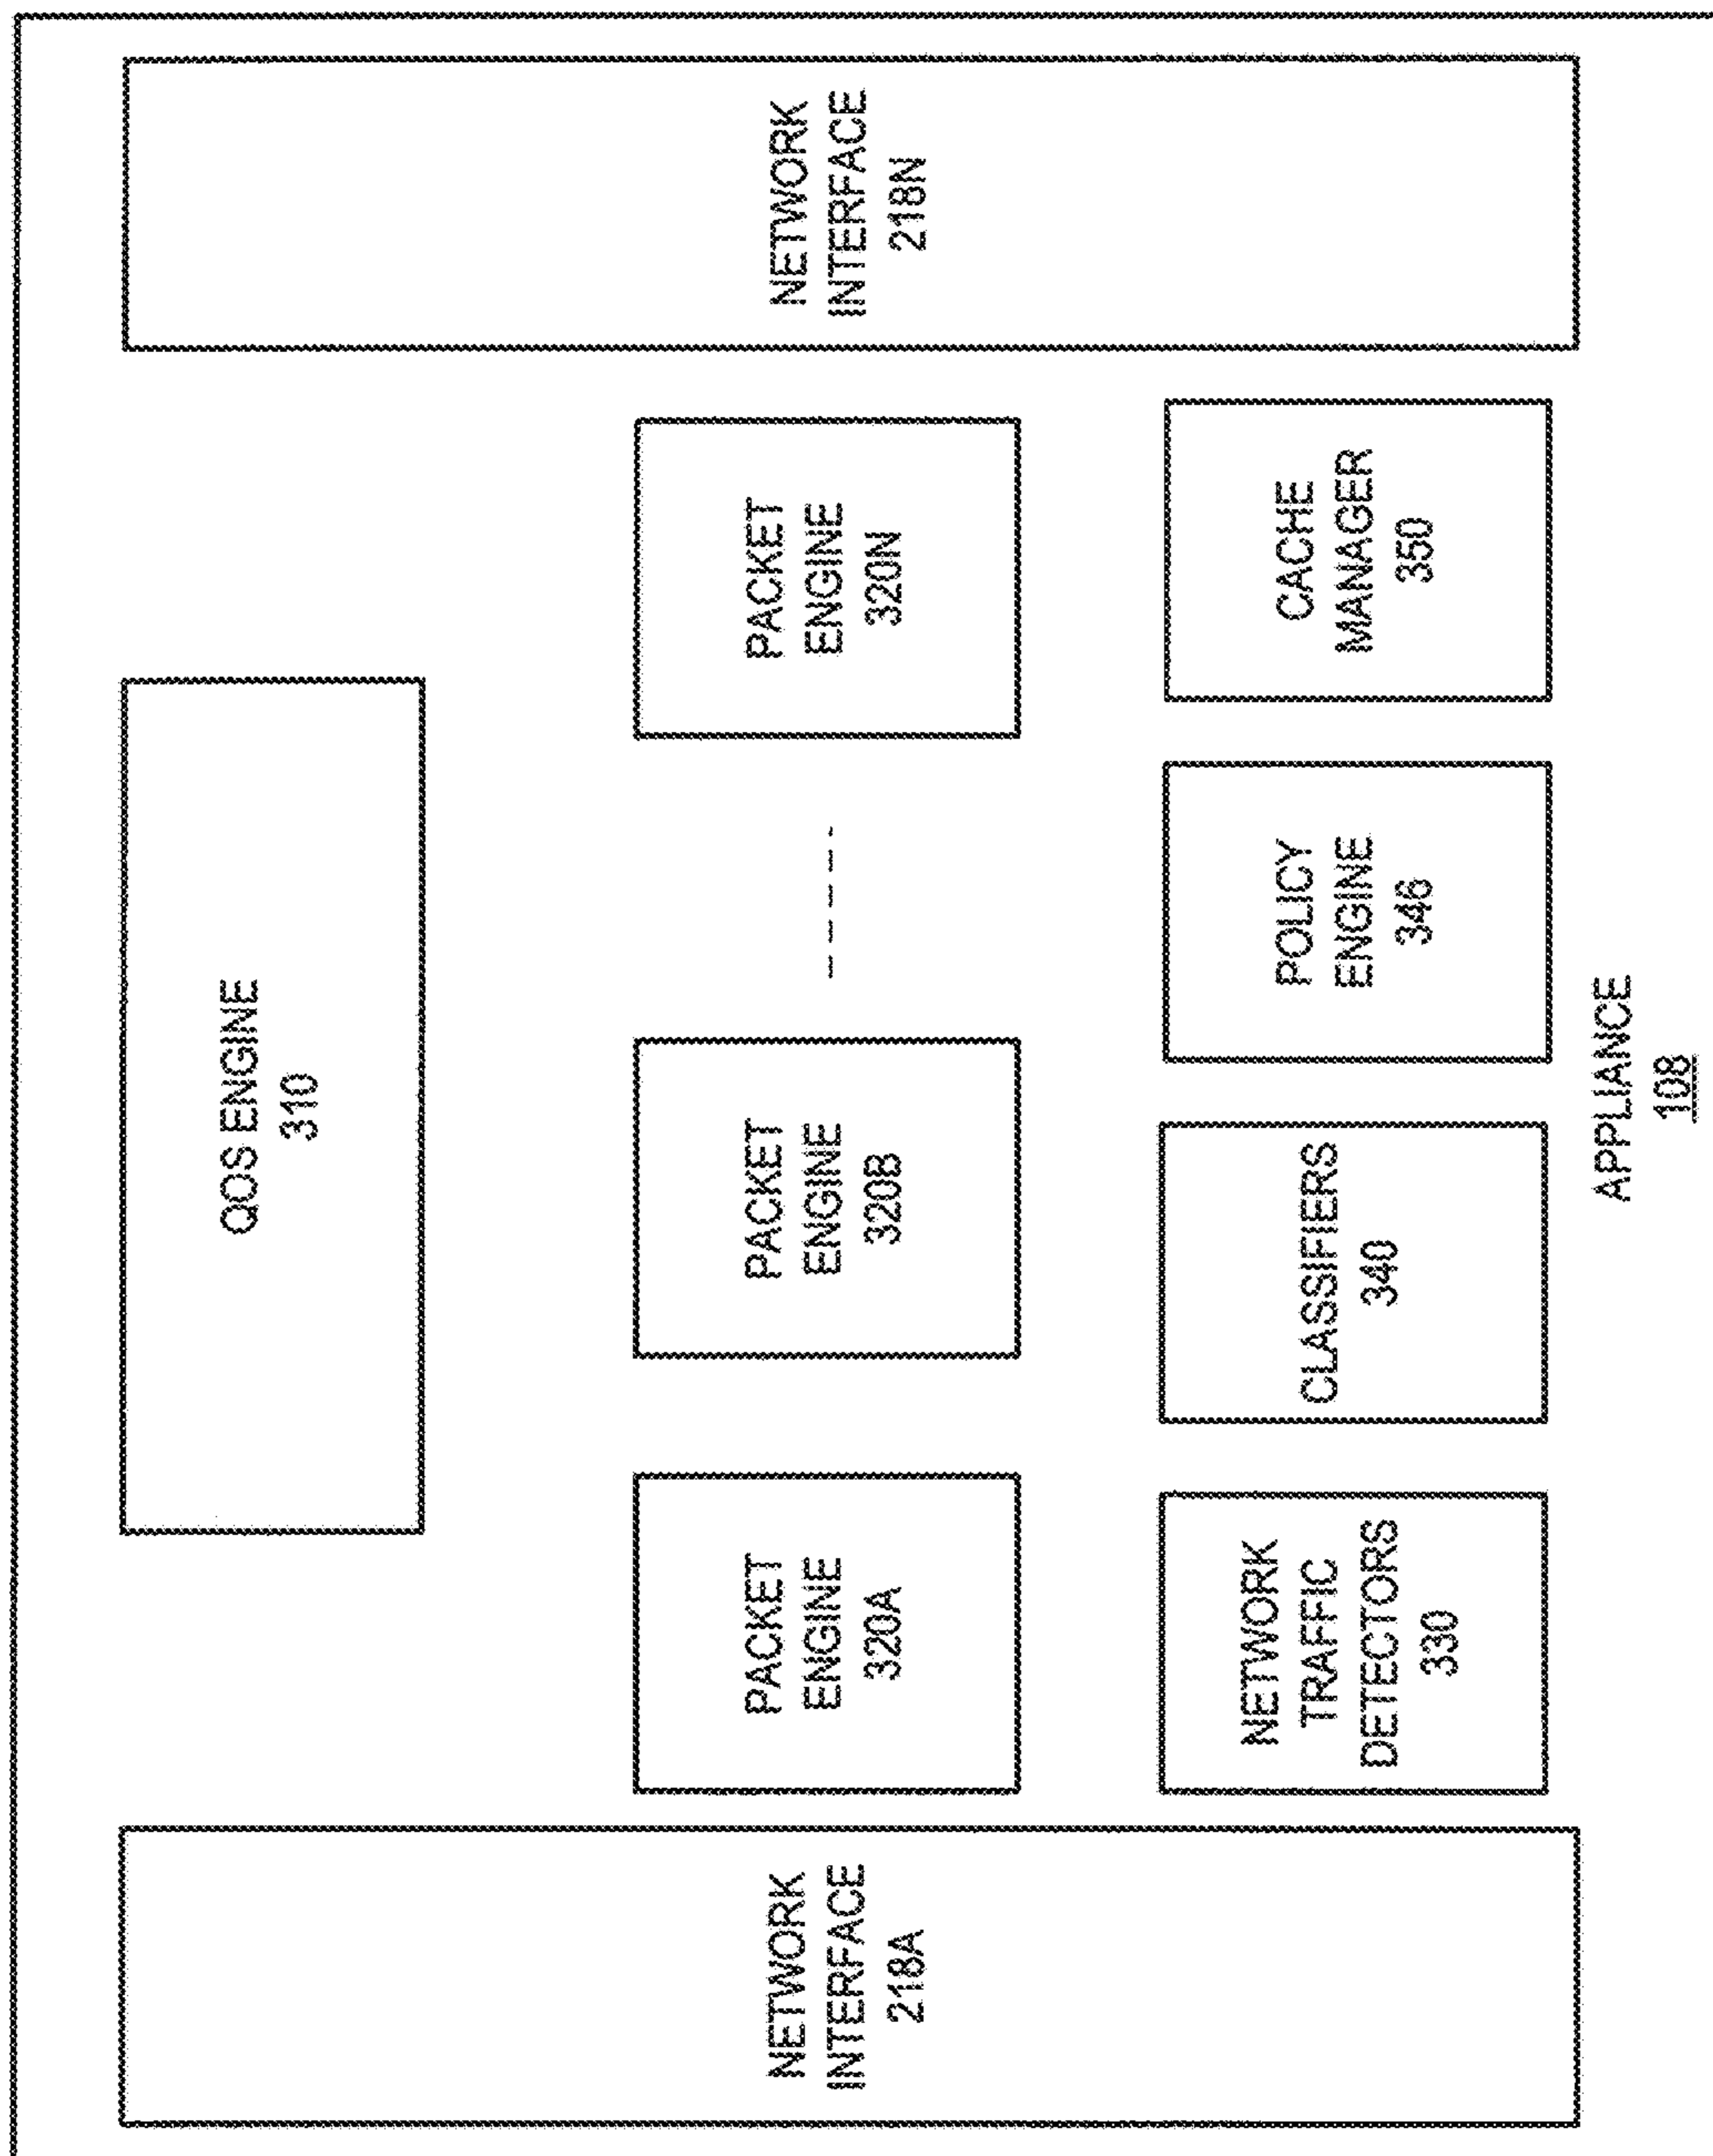 NETWORK
INTERFACE
218A
QOS ENGINE
310
PACKET
ENGINE
320A
PACKET
ENGINE
320B
PACKET
ENGINE
320N
NETWORK
TRAFFIC
DETECTORS
330
CLASSIFIERS
340
POLICY
ENGINE
346
CACHE
MANAGER
350
NETWORK
INTERFACE
218N
APPLIANCE
108